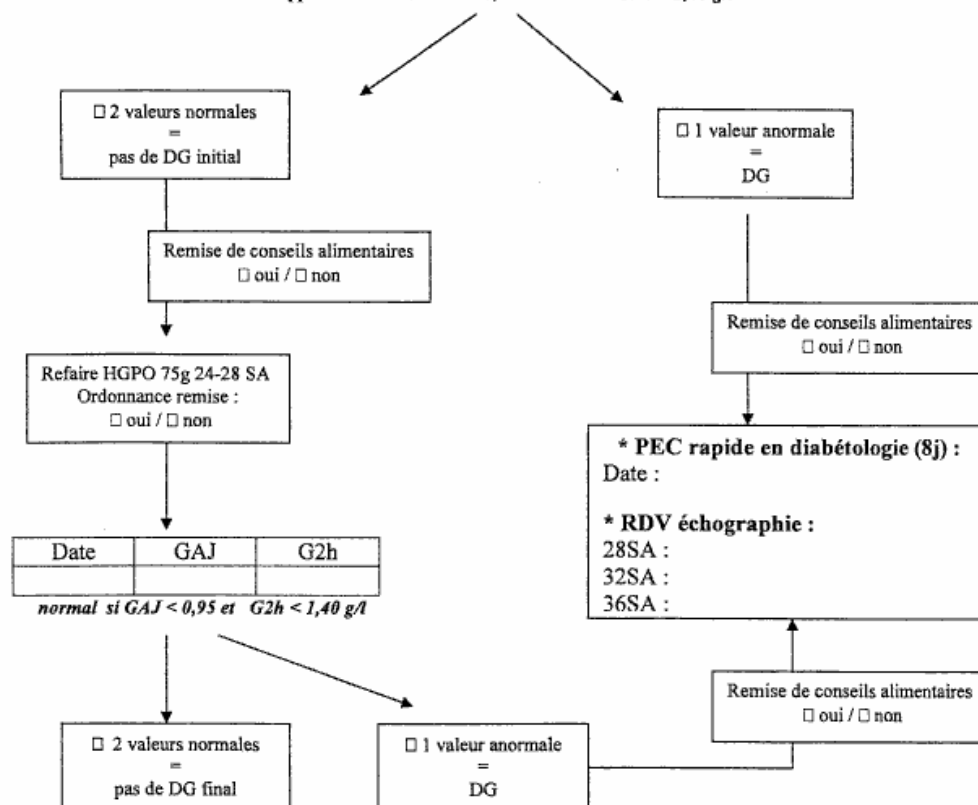 ☐ 2 valeurs normales
=
pas de DG initial
☐ 1 valeur anormale
=
DG
Remise de conseils alimentaires
☐ oui / ☐ non
Remise de conseils alimentaires
☐ oui / ☐ non
Refaire HGPO 75g 24-28 SA
Ordonnance remise :
☐ oui / ☐ non
* PEC rapide en diabétologie (8j) :
Date :
* RDV échographie :
28SA :
32SA :
36SA :
Date GAJ G2h
normal si GAJ < 0,95 et G2h < 1,40 g/l
Remise de conseils alimentaires
☐ oui / ☐ non
☐ 2 valeurs normales
=
pas de DG final
☐ 1 valeur anormale
=
DG